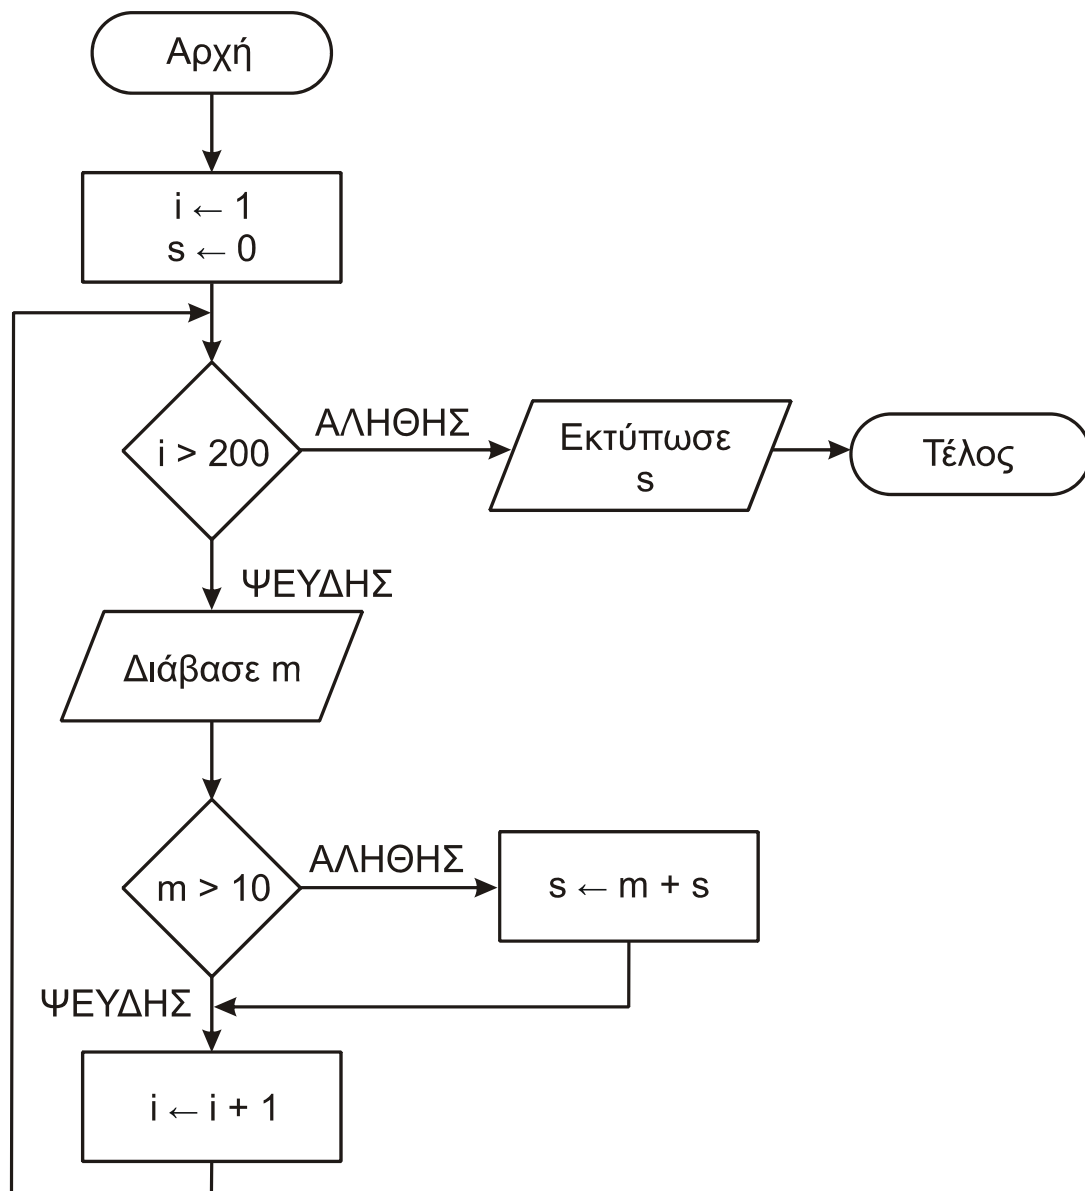 Αρχή
i ← 1
s ← 0
i > 200
ΑΛΗΘΗΣ
Εκτύπωσε
s
Τέλος
ΨΕΥΔΗΣ
Διάβασε m
m > 10
ΑΛΗΘΗΣ
s ← m + s
ΨΕΥΔΗΣ
i ← i + 1